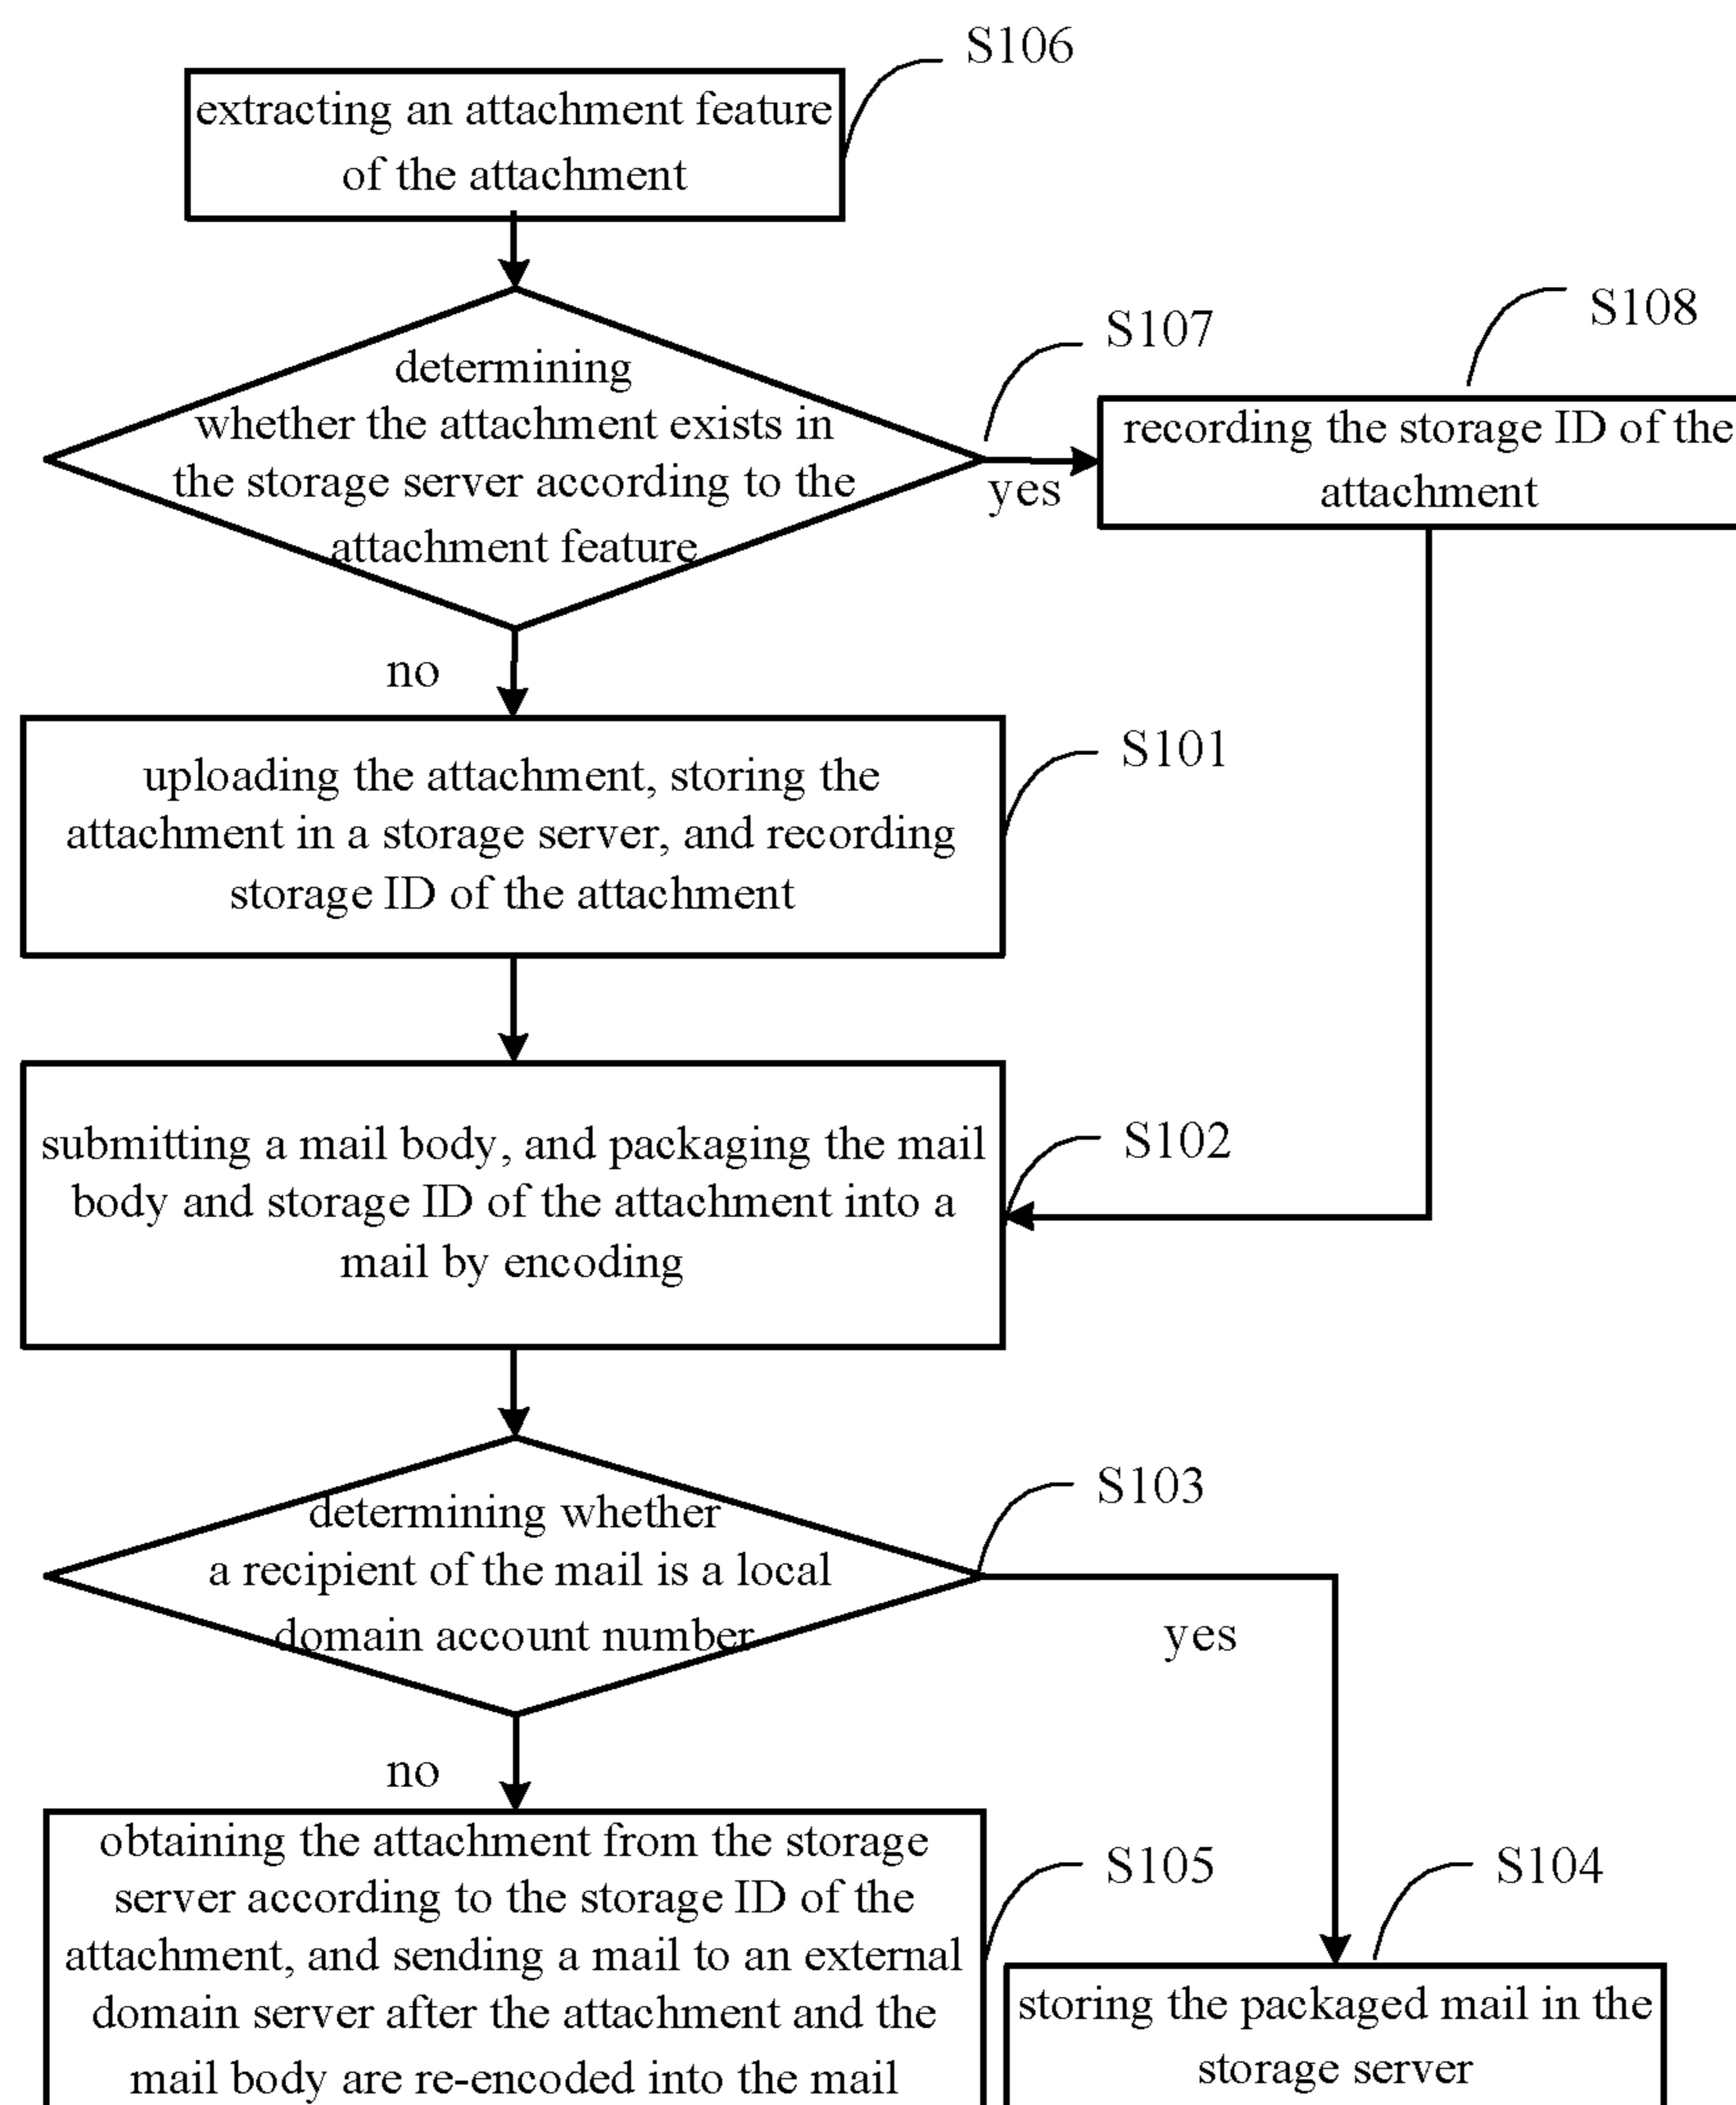 S106
extracting an attachment feature
of the attachment
S107
S108
determining
whether the attachment exists in
the storage server according to the
attachment feature
yes
recording the storage ID of the
attachment
no
S101
uploading the attachment, storing the
attachment in a storage server, and recording
storage ID of the attachment
S102
submitting a mail body, and packaging the mail
body and storage ID of the attachment into a
mail by encoding
S103
determining whether
a recipient of the mail is a local
domain account number
yes
no
S105
obtaining the attachment from the storage
server according to the storage ID of the
attachment, and sending a mail to an external
domain server after the attachment and the
mail body are re-encoded into the mail
S104
storing the packaged mail in the
storage server